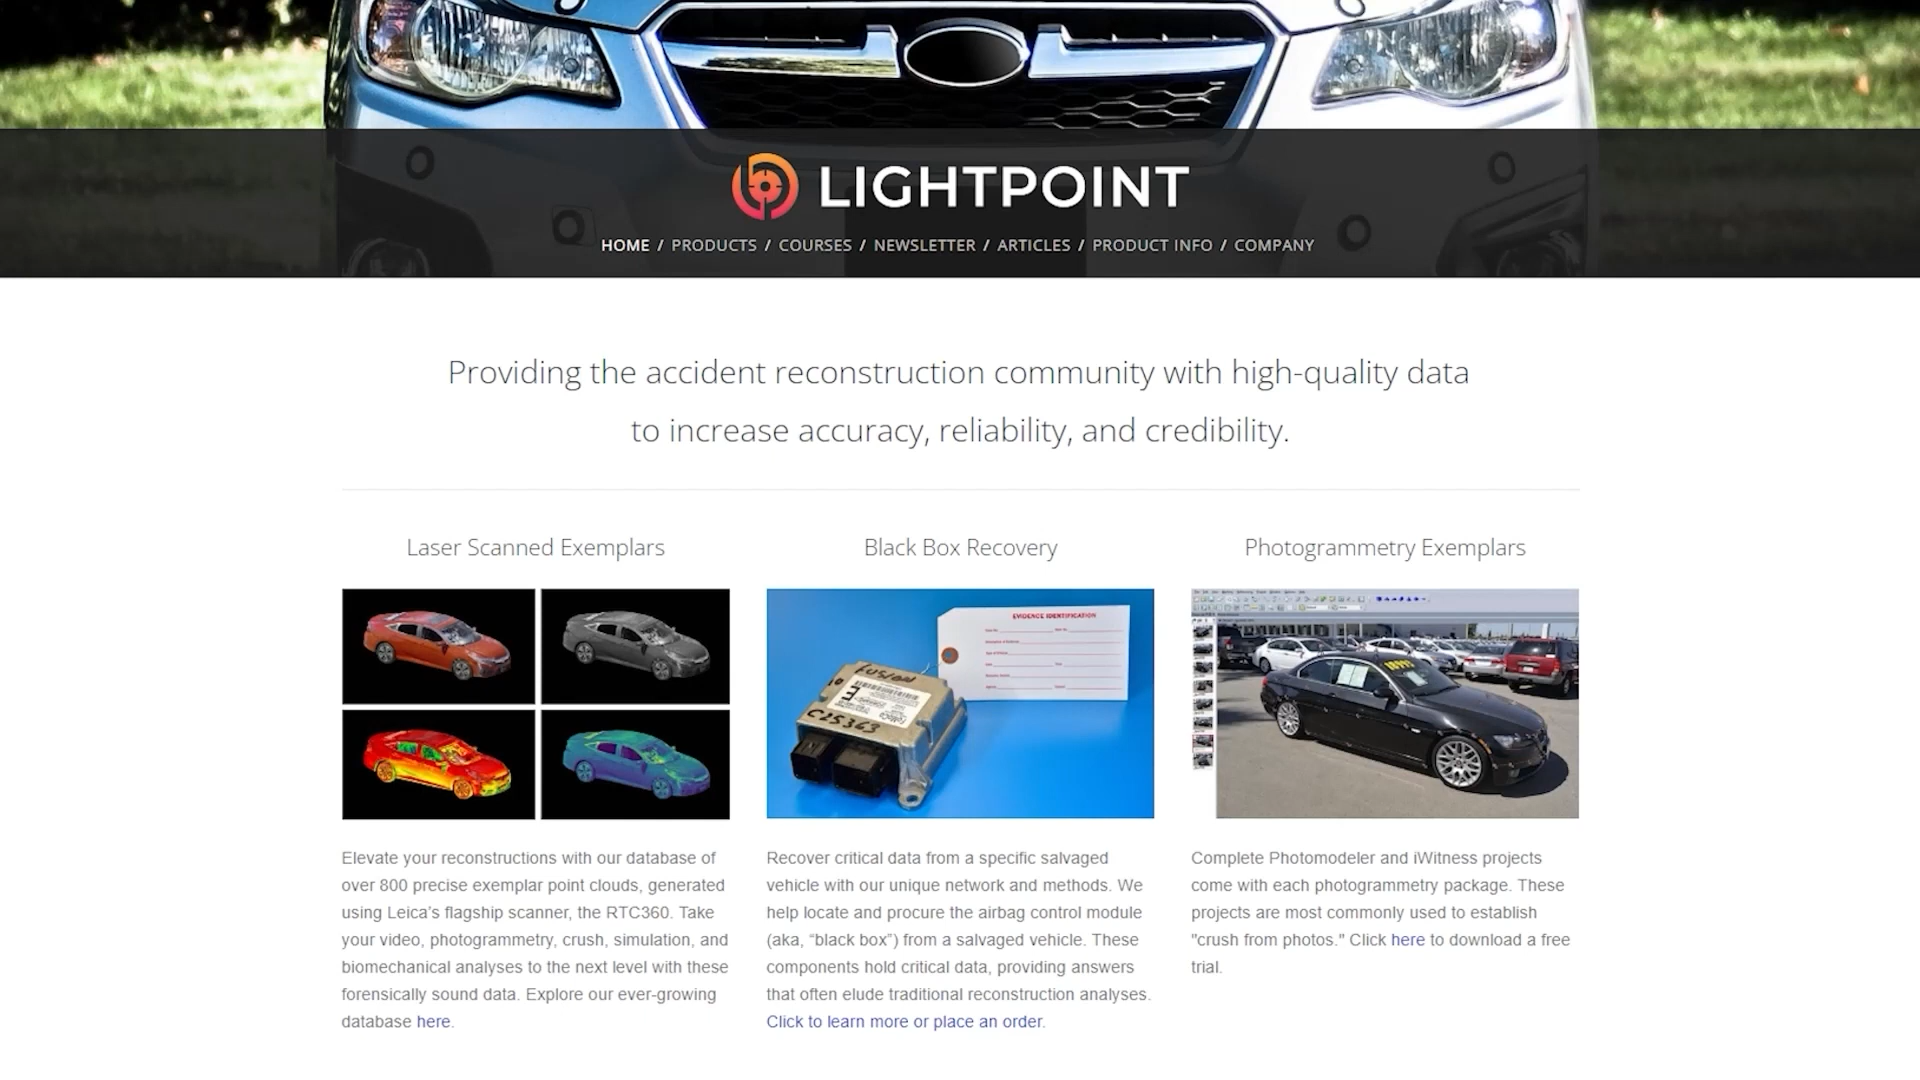 LIGHTPOINT
HOME / PRODUCTS / COURSES / NEWSLETTER / ARTICLES / PRODUCT INFO / COMPANY
Providing the accident reconstruction community with high-quality data
to increase accuracy, reliability, and credibility.
Laser Scanned Exemplars
Black Box Recovery
EVIDENCE IDENTIFICATION
FUSION
E
C25363
Photogrammetry Exemplars
Elevate your reconstructions with our database of
over 800 precise exemplar point clouds, generated
using Leica's flagship scanner, the RTC360. Take
your video, photogrammetry, crush, simulation, and
biomechanical analyses to the next level with these
forensically sound data. Explore our ever-growing
database here.
Recover critical data from a specific salvaged
vehicle with our unique network and methods. We
help locate and procure the airbag control module
(aka, “black box”) from a salvaged vehicle. These
components hold critical data, providing answers
that often elude traditional reconstruction analyses.
Click to learn more or place an order.
Complete Photomodeler and iWitness projects
come with each photogrammetry package. These
projects are most commonly used to establish
"crush from photos." Click here to download a free
trial.